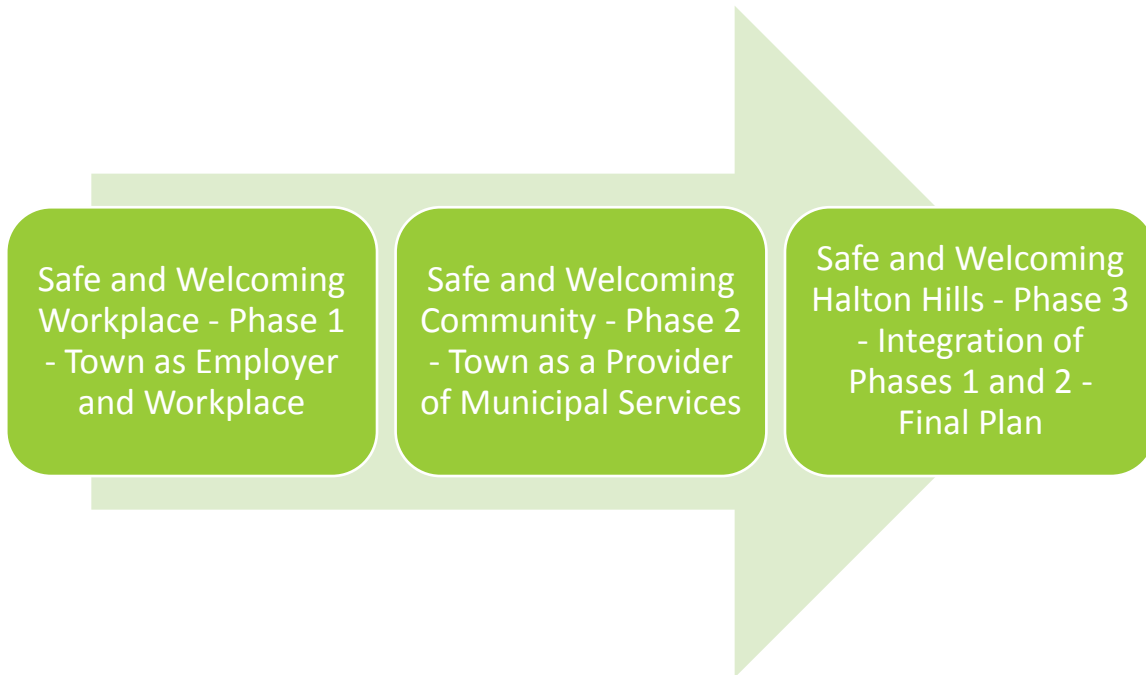 Safe and Welcoming
Workplace - Phase 1
- Town as Employer
and Workplace
Safe and Welcoming
Community - Phase 2
- Town as a Provider
of Municipal Services
Safe and Welcoming
Halton Hills - Phase 3
- Integration of
Phases 1 and 2 -
Final Plan